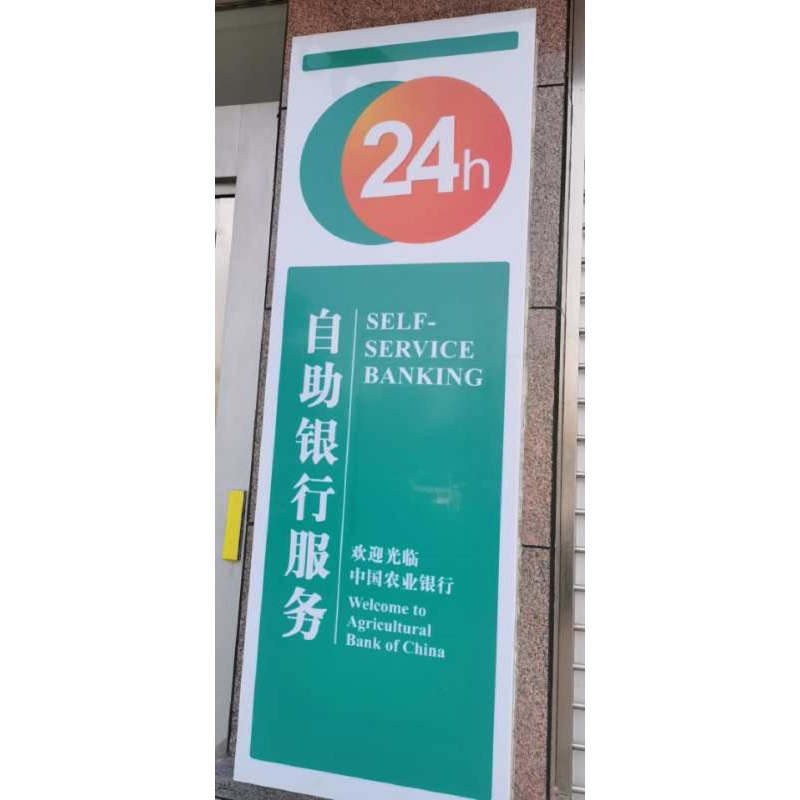 24h
自助银行服务
SELF-
SERVICE
BANKING
欢迎光临
中国农业银行
Welcome to
Agricultural
Bank of China